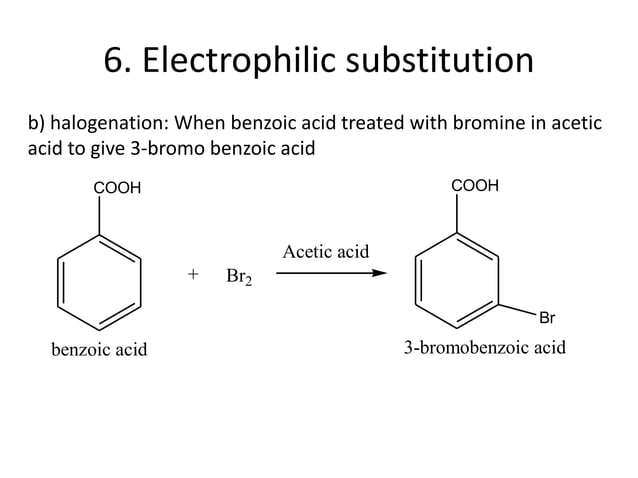 6. Electrophilic substitution
b) halogenation: When benzoic acid treated with bromine in acetic
acid to give 3-bromo benzoic acid
COOH
+ Br₂
Acetic acid
COOH
Br
benzoic acid
3-bromobenzoic acid